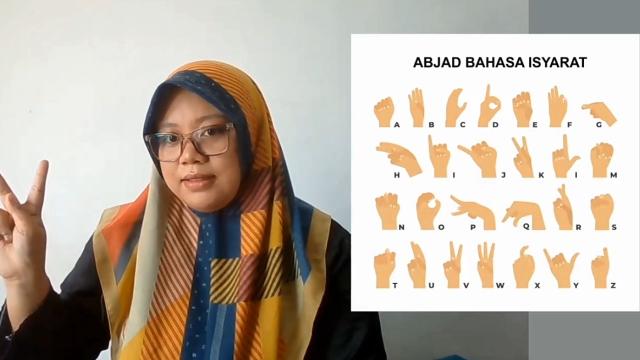 ABJAD BAHASA ISYARAT
A B C D E F G
H I J K L M
N O P Q R S
T U V W X Y Z